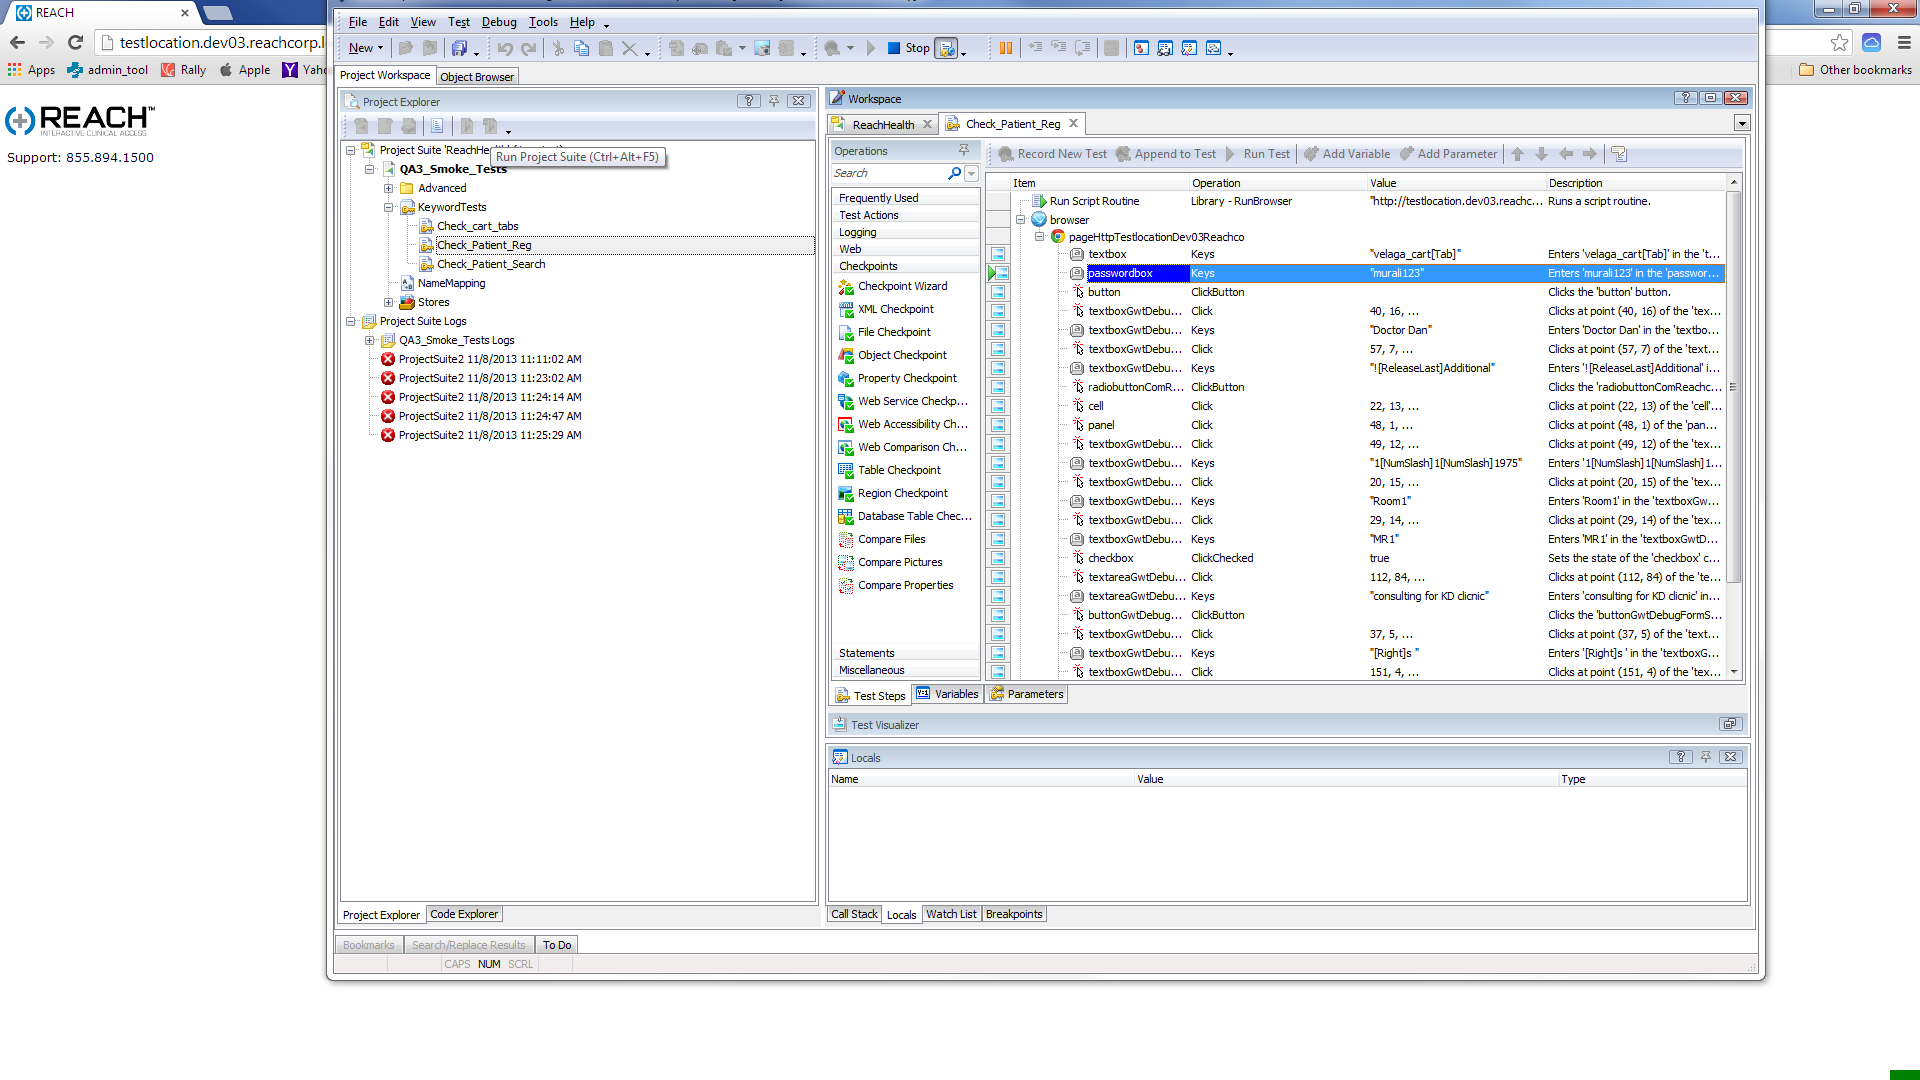 REACH
testlocation.dev03.reachcorp.l
Apps
admin_tool
Rally
Apple
Yaho
Other bookmarks
REACH™
INTERACTIVE CLINICAL ACCESS
Support: 855.894.1500
File Edit View Test Debug Tools Help
New
Stop
Project Workspace
Object Browser
Project Explorer
Project Suite 'ReachHe
Run Project Suite (Ctrl+Alt+F5)
QA3_Smoke_Tests
Advanced
KeywordTests
Check_cart_tabs
Check_Patient_Reg
Check_Patient_Search
NameMapping
Stores
Project Suite Logs
QA3_Smoke_Tests Logs
ProjectSuite2 11/8/2013 11:11:02 AM
ProjectSuite2 11/8/2013 11:23:02 AM
ProjectSuite2 11/8/2013 11:24:14 AM
ProjectSuite2 11/8/2013 11:24:47 AM
ProjectSuite2 11/8/2013 11:25:29 AM
Project Explorer
Code Explorer
Bookmarks
Search/Replace Results
To Do
CAPS NUM SCRL
Workspace
ReachHealth
Check_Patient_Reg
Operations
Search
Frequently Used
Test Actions
Logging
Web
Checkpoints
Checkpoint Wizard
XML Checkpoint
File Checkpoint
Object Checkpoint
Property Checkpoint
Web Service Checkp...
Web Accessibility Ch...
Web Comparison Ch...
Table Checkpoint
Region Checkpoint
Database Table Chec...
Compare Files
Compare Pictures
Compare Properties
Statements
Miscellaneous
Record New Test Append to Test Run Test Add Variable Add Parameter
Item Operation Value Description
Run Script Routine Library - RunBrowser "http://testlocation.dev03.reachc... Runs a script routine.
browser
pageHttpTestlocationDev03Reachco
textbox Keys "velaga_cart[Tab]" Enters 'velaga_cart[Tab]' in the 't...
passwordbox Keys "murali123" Enters 'murali123' in the 'passwor...
button ClickButton Clicks the 'button' button.
textboxGwtDebu... Click 40, 16, ... Clicks at point (40, 16) of the 'tex...
textboxGwtDebu... Keys "Doctor Dan" Enters 'Doctor Dan' in the 'textbo...
textboxGwtDebu... Click 57, 7, ... Clicks at point (57, 7) of the 'text...
textboxGwtDebu... Keys "![ReleaseLast]Additional" Enters '![ReleaseLast]Additional' i...
radiobuttonComR... ClickButton Clicks the 'radiobuttonComReachc...
cell Click 22, 13, ... Clicks at point (22, 13) of the 'cell'...
panel Click 48, 1, ... Clicks at point (48, 1) of the 'pan...
textboxGwtDebu... Click 49, 12, ... Clicks at point (49, 12) of the 'tex...
textboxGwtDebu... Keys "1[NumSlash]1[NumSlash]1975" Enters '1[NumSlash]1[NumSlash]1...
textboxGwtDebu... Click 20, 15, ... Clicks at point (20, 15) of the 'tex...
textboxGwtDebu... Keys "Room1" Enters 'Room1' in the 'textboxGw...
textboxGwtDebu... Click 29, 14, ... Clicks at point (29, 14) of the 'tex...
textboxGwtDebu... Keys "MR1" Enters 'MR1' in the 'textboxGwtD...
checkbox ClickChecked true Sets the state of the 'checkbox' c...
textareaGwtDebu... Click 112, 84, ... Clicks at point (112, 84) of the 'te...
textareaGwtDebu... Keys "consulting for KD clicnic" Enters 'consulting for KD clicnic' in...
buttonGwtDebug... ClickButton Clicks the 'buttonGwtDebugFormS...
textboxGwtDebu... Click 37, 5, ... Clicks at point (37, 5) of the 'text...
textboxGwtDebu... Keys "[Right]s " Enters '[Right]s ' in the 'textboxG...
textboxGwtDebu... Click 151, 4, ... Clicks at point (151, 4) of the 'tex...
Test Steps
Variables
Parameters
Test Visualizer
Locals
Name Value Type
Call Stack
Locals
Watch List
Breakpoints